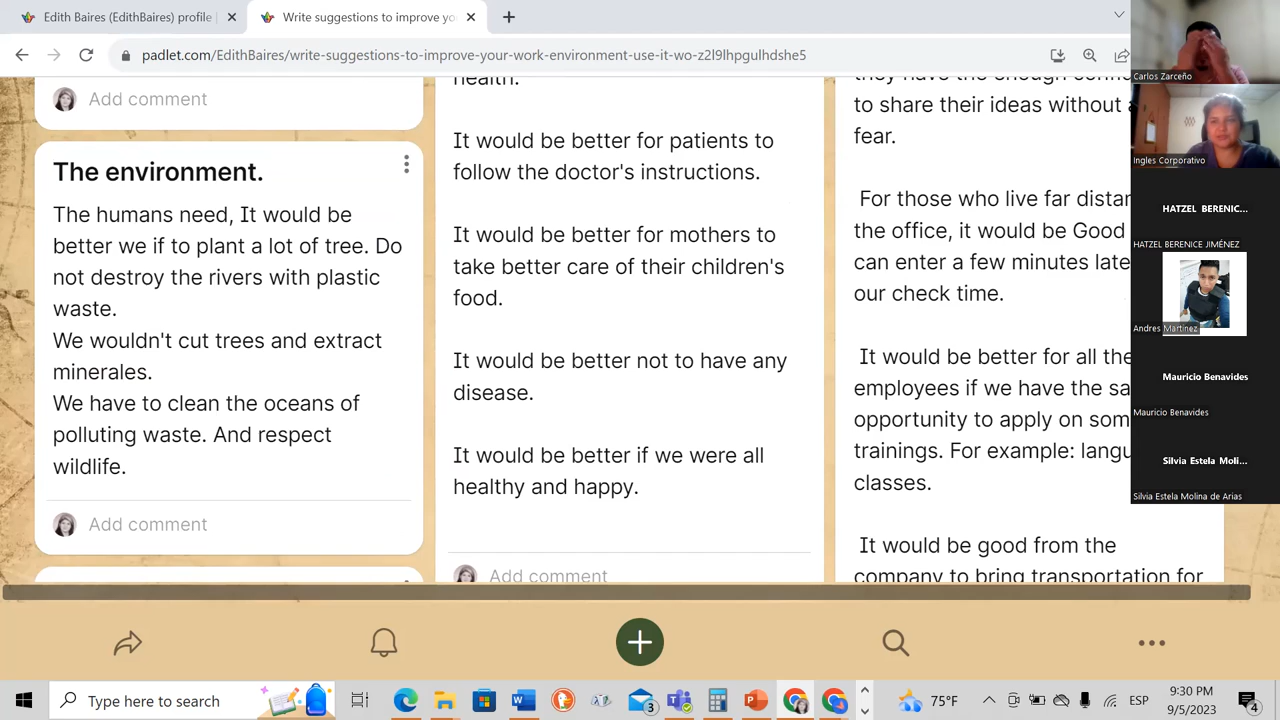 Edith Baires (EdithBaires) profile
Write suggestions to improve yo
padlet.com/EdithBaires/write-suggestions-to-improve-your-work-environment-use-it-wo-z2l9lhpgulhdshe5
Add comment
The environment.
The humans need, It would be
better we if to plant a lot of tree. Do
not destroy the rivers with plastic
waste.
We wouldn't cut trees and extract
minerales.
We have to clean the oceans of
polluting waste. And respect
wildlife.
Add comment
health.
It would be better for patients to
follow the doctor's instructions.
It would be better for mothers to
take better care of their children's
food.
It would be better not to have any
disease.
It would be better if we were all
healthy and happy.
Add comment
they have the enough
to share their ideas without
fear.
For those who live far distan
the office, it would be Good
can enter a few minutes late
our check time.
It would be better for all the
employees if we have the sa
opportunity to apply on som
trainings. For example: langu
classes.
It would be good from the
company to bring transportation for
Carlos Zarceño
Ingles Corporativo
HATZEL BERENIC...
HATZEL BERENICE JIMÉNEZ
Andres Martínez
Mauricio Benavides
Mauricio Benavides
Silvia Estela Moli...
Silvia Estela Molina de Arias
Type here to search
3
75°F
ESP
9:30 PM
9/5/2023
4